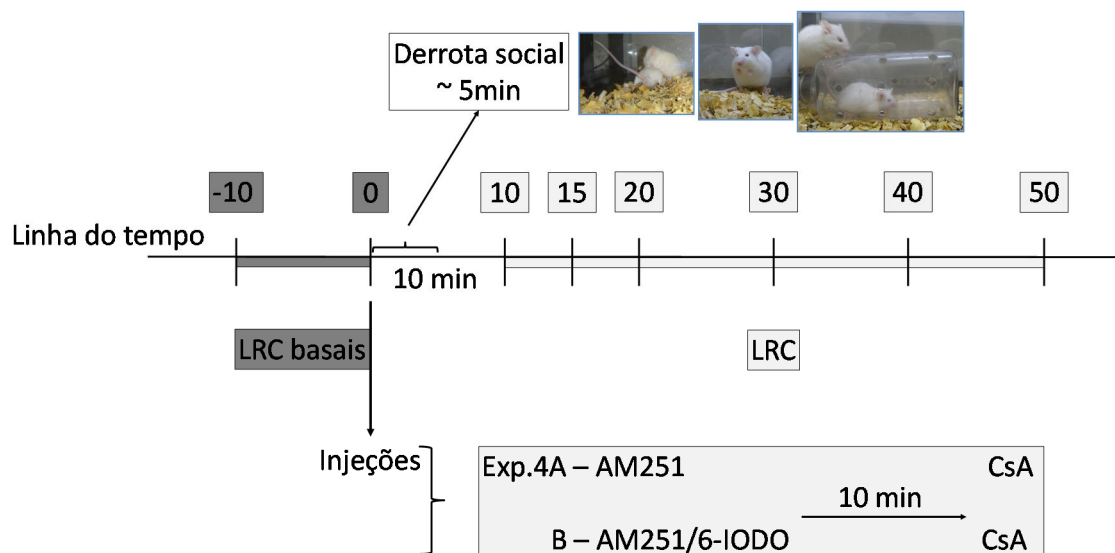 Derrota social
~ 5min
-10 0 10 15 20 30 40 50
Linha do tempo
10 min
LRC basais LRC
Injeções
Exp.4A – AM251 CsA
10 min
B – AM251/6-IODO CsA